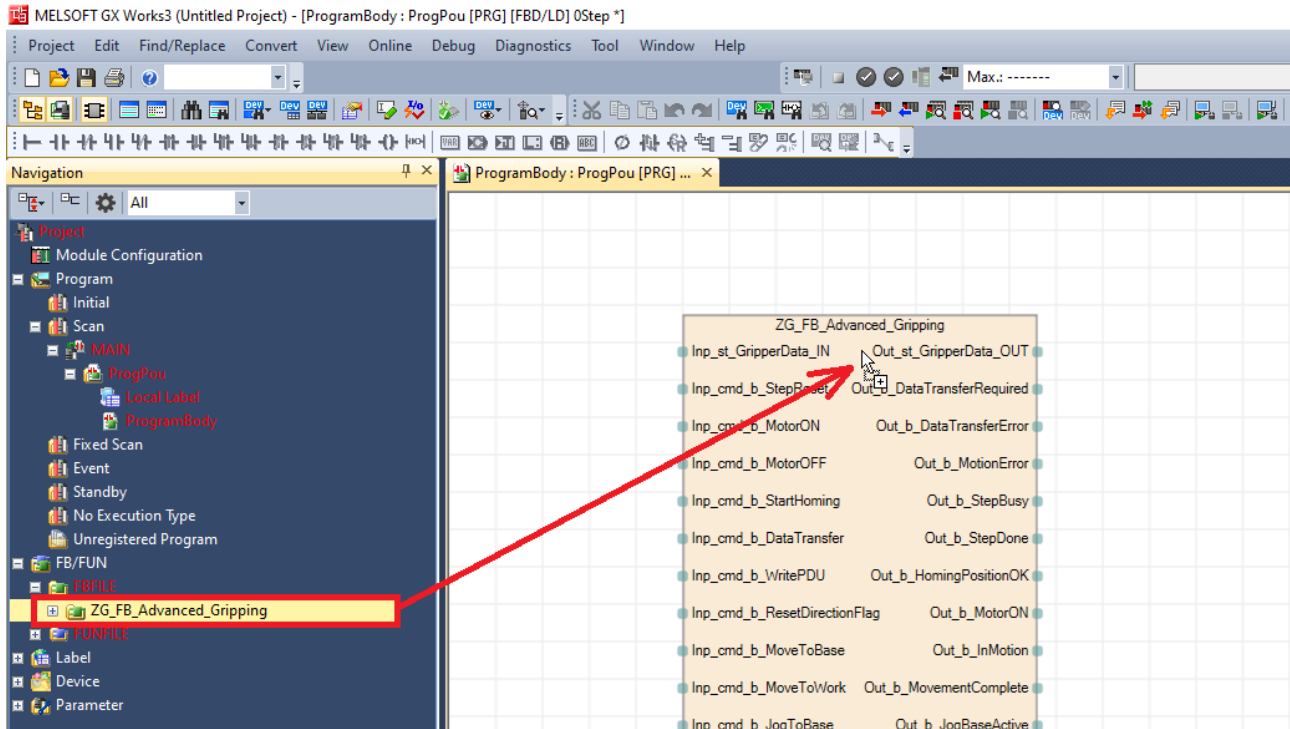 MELSOFT GX Works3 (Untitled Project) - [ProgramBody : ProgPou [PRG] [FBD/LD] 0Step *]
Project Edit Find/Replace Convert View Online Debug Diagnostics Tool Window Help
Max.: -------
Navigation
ProgramBody : ProgPou [PRG] ...
All
Project
Module Configuration
Program
Initial
Scan
MAIN
ProgPou
Local Label
ProgramBody
Fixed Scan
Event
Standby
No Execution Type
Unregistered Program
FB/FUN
FBFILE
ZG_FB_Advanced_Gripping
FUNFILE
Label
Device
Parameter
ZG_FB_Advanced_Gripping
Inp_st_GripperData_IN Out_st_GripperData_OUT
Inp_cmd_b_StepReset Out_b_DataTransferRequired
Inp_cmd_b_MotorON Out_b_DataTransferError
Inp_cmd_b_MotorOFF Out_b_MotionError
Inp_cmd_b_StartHoming Out_b_StepBusy
Inp_cmd_b_DataTransfer Out_b_StepDone
Inp_cmd_b_WritePDU Out_b_HomingPositionOK
Inp_cmd_b_ResetDirectionFlag Out_b_MotorON
Inp_cmd_b_MoveToBase Out_b_InMotion
Inp_cmd_b_MoveToWork Out_b_MovementComplete
Inp_cmd_b_JogToBase Out_b_JogBaseActive